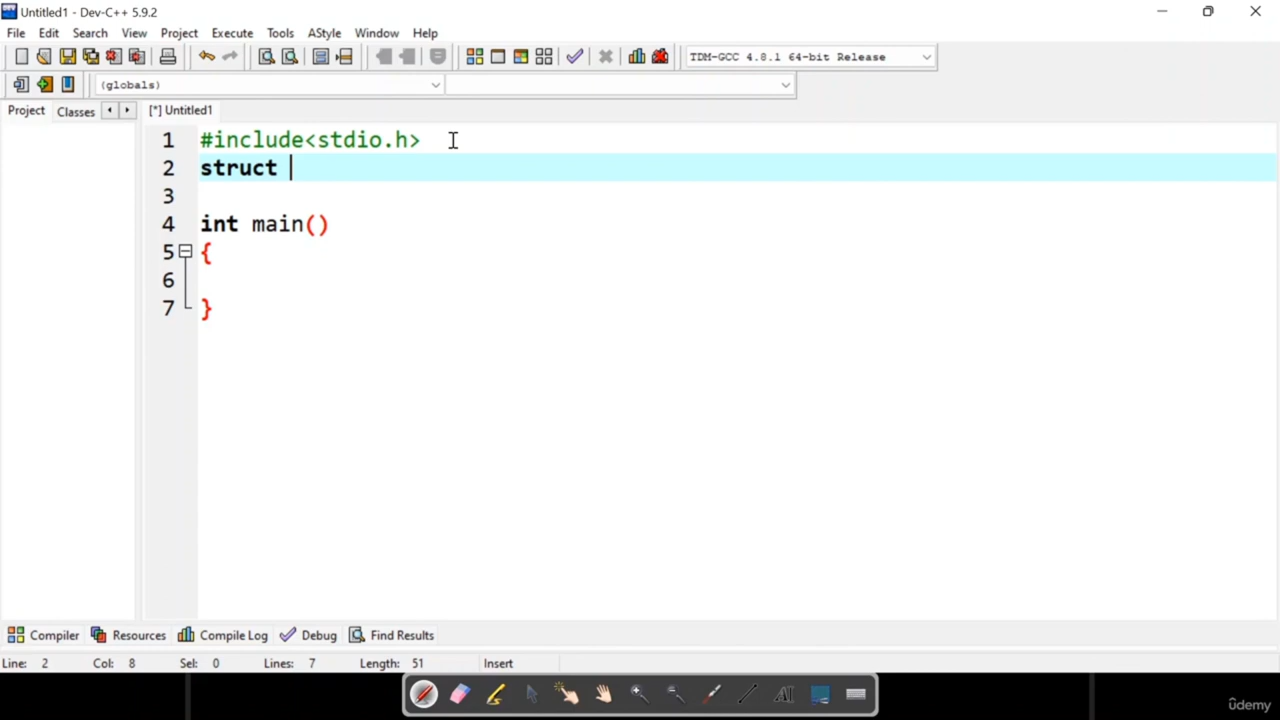 Untitled1 - Dev-C++ 5.9.2
File Edit Search View Project Execute Tools AStyle Window Help
TDM-GCC 4.8.1 64-bit Release
(globals)
Project Classes [*] Untitled1
1 #include<stdio.h>
2 struct
3
4 int main()
5 {
6
7 }
Compiler Resources Compile Log Debug Find Results
Line: 2 Col: 8 Sel: 0 Lines: 7 Length: 51 Insert
A
ûdemy